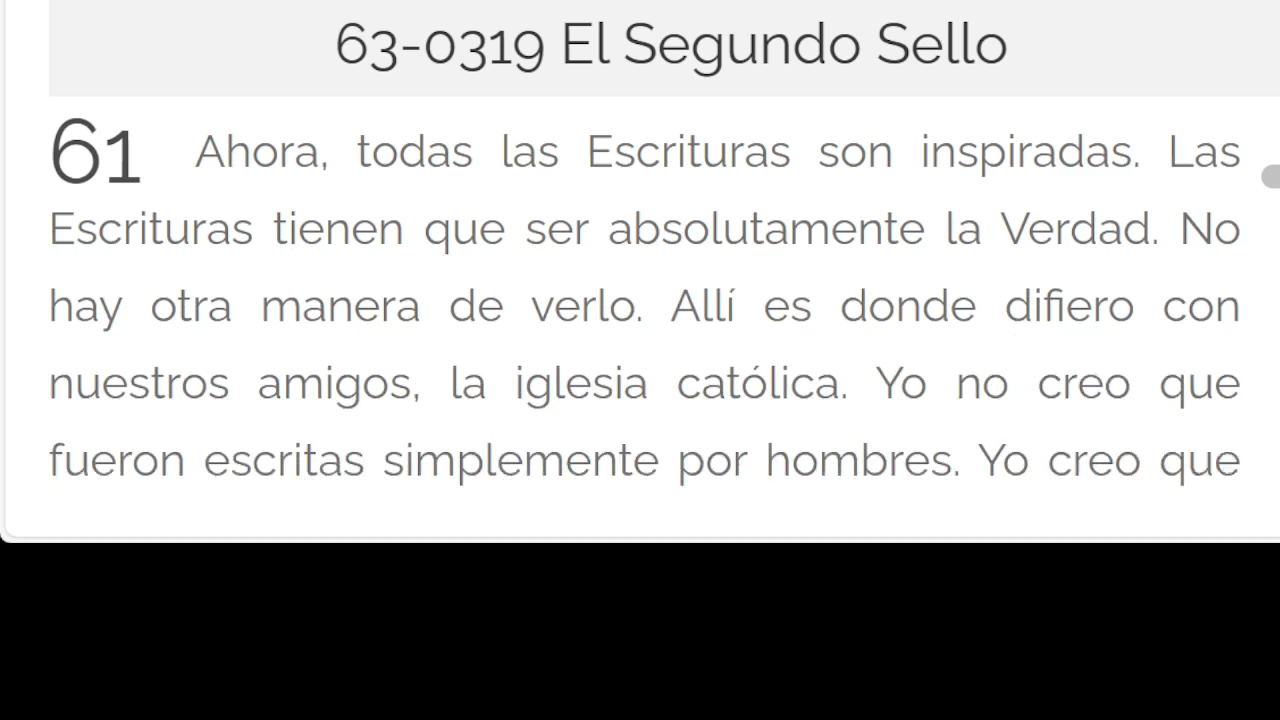 63-0319 El Segundo Sello
61 Ahora, todas las Escrituras son inspiradas. Las
Escrituras tienen que ser absolutamente la Verdad. No
hay otra manera de verlo. Allí es donde difiero con
nuestros amigos, la iglesia católica. Yo no creo que
fueron escritas simplemente por hombres. Yo creo que